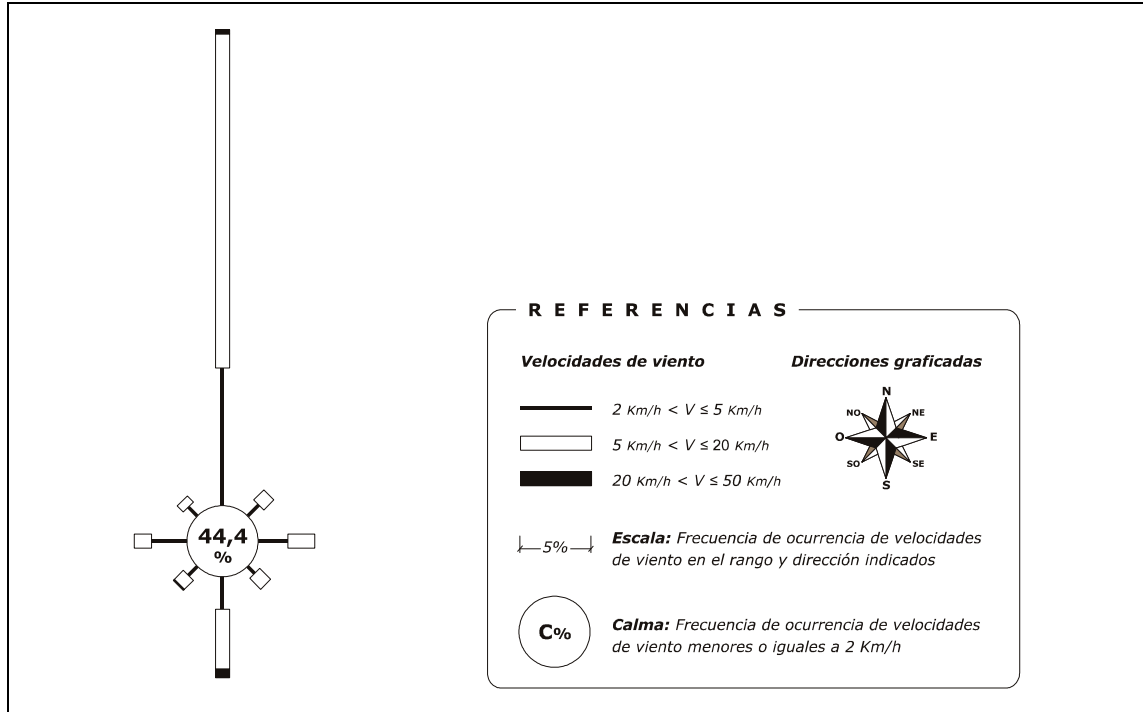 44,4
%
R E F E R E N C I A S
Velocidades de viento
Direcciones graficadas
2 Km/h < V ≤ 5 Km/h
5 Km/h < V ≤ 20 Km/h
20 Km/h < V ≤ 50 Km/h
N
NO
NE
O
E
SO
SE
S
5%
Escala: Frecuencia de ocurrencia de velocidades
de viento en el rango y dirección indicados
C%
Calma: Frecuencia de ocurrencia de velocidades
de viento menores o iguales a 2 Km/h